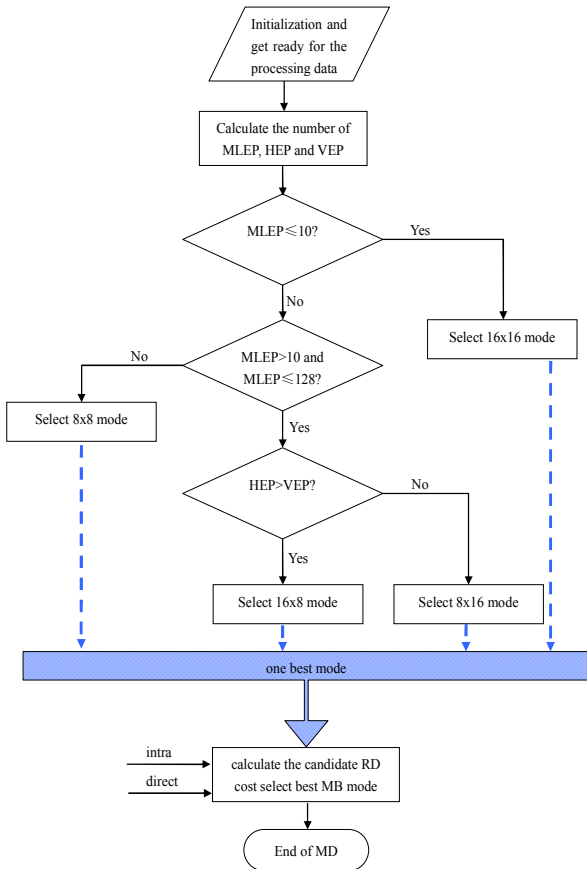 Initialization and
get ready for the
processing data
Calculate the number of
MLEP, HEP and VEP
MLEP≤10?
Yes
No
Select 16x16 mode
MLEP>10 and
MLEP≤128?
No
Select 8x8 mode
Yes
HEP>VEP?
No
Yes
Select 16x8 mode
Select 8x16 mode
one best mode
intra
direct
calculate the candidate RD
cost select best MB mode
End of MD